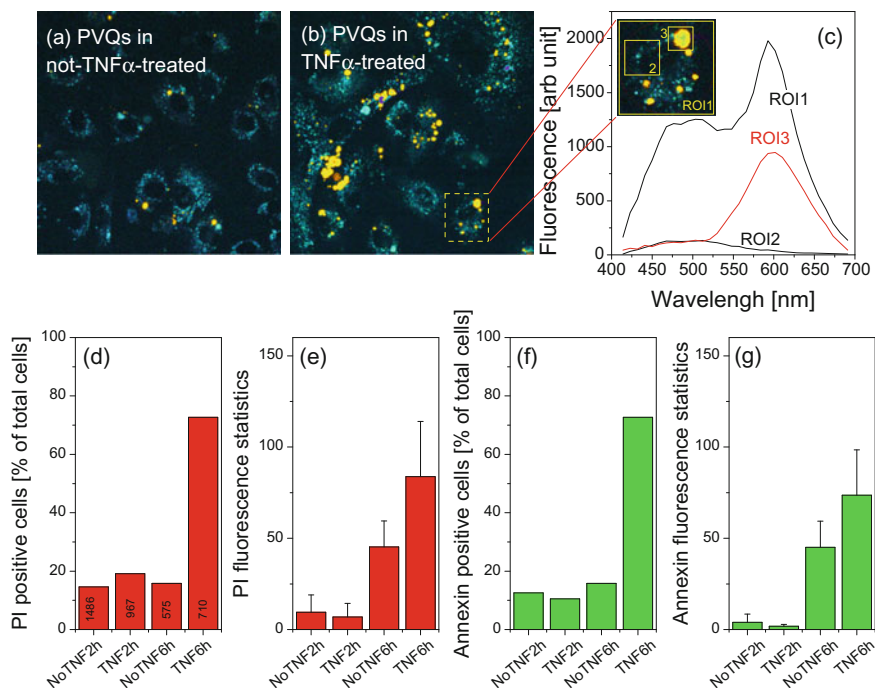 (a) PVQs in
not-TNFα-treated
(b) PVQs in
TNFα-treated
(c)
Fluorescence [arb unit]
2000
1500
1000
500
0
3
2
ROI1
ROI1
ROI3
ROI2
400 450 500 550 600 650 700
Wavelengh [nm]
(d)
PI positive cells [% of total cells]
100
80
60
40
20
0
1486
967
575
710
NoTNF2h
TNF2h
NoTNF6h
TNF6h
(e)
PI fluorescence statistics
150
100
50
0
NoTNF2h
TNF2h
NoTNF6h
TNF6h
(f)
Annexin positive cells [% of total cells]
100
80
60
40
20
0
NoTNF2h
TNF2h
NoTNF6h
TNF6h
(g)
Annexin fluorescence statistics
150
100
50
0
NoTNF2h
TNF2h
NoTNF6h
TNF6h